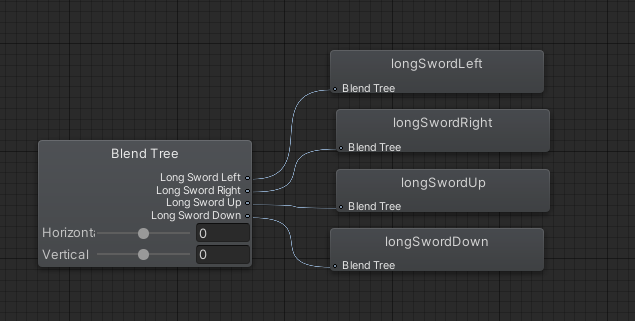 longSwordLeft
Blend Tree
longSwordRight
Blend Tree
Blend Tree
Long Sword Left
Long Sword Right
Long Sword Up
Long Sword Down
Horizonta 0
Vertical 0
longSwordUp
Blend Tree
longSwordDown
Blend Tree